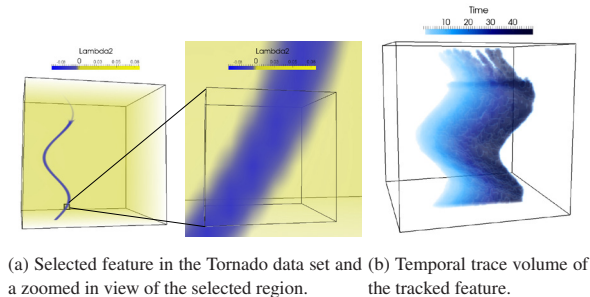 Time
10 20 30 40
Lambda2
0
Lambda2
0
(a) Selected feature in the Tornado data set and
a zoomed in view of the selected region.
(b) Temporal trace volume of
the tracked feature.